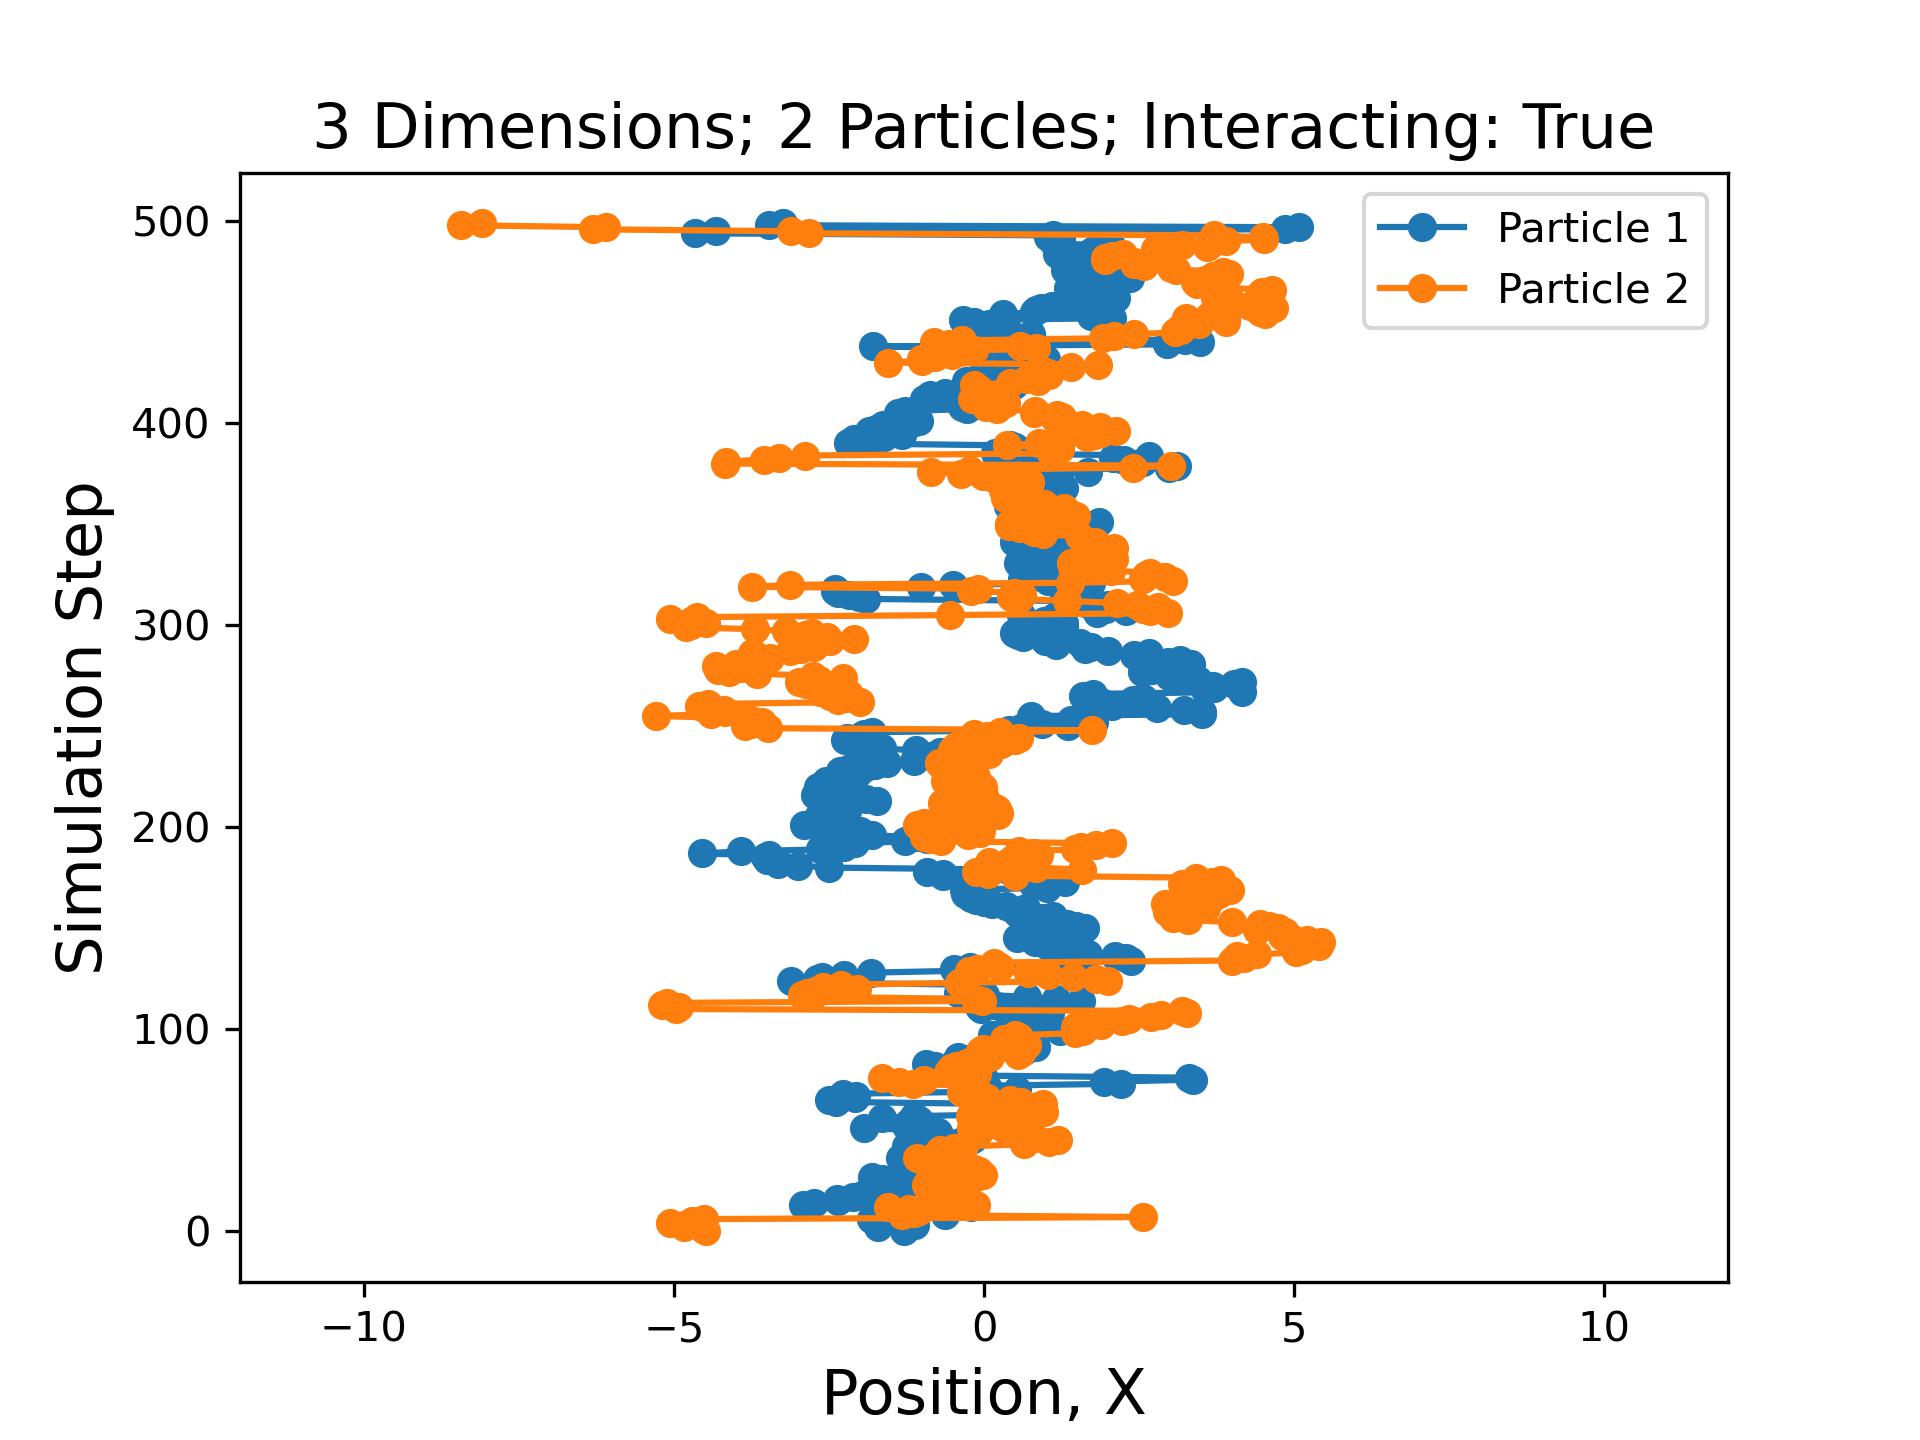 3 Dimensions; 2 Particles; Interacting: True
Particle 1
Particle 2
Simulation Step
500
400
300
200
100
0
−10
−5
0
5
10
Position, X